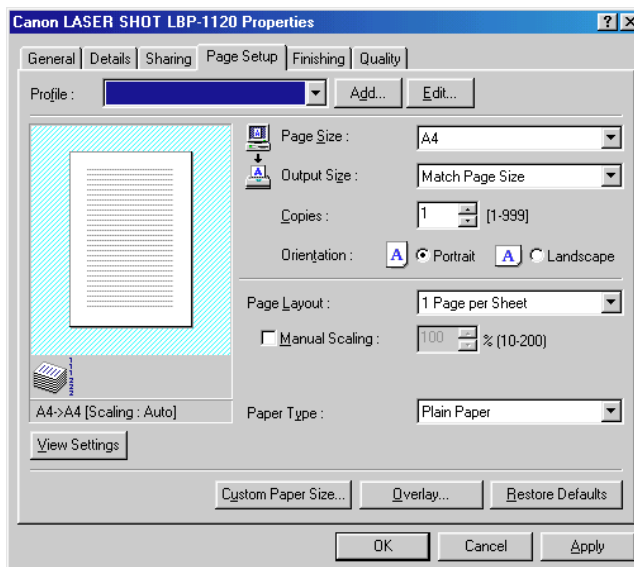 Canon LASER SHOT LBP-1120 Properties
General Details Sharing Page Setup Finishing Quality
Profile : Add... Edit...
Page Size : A4
Output Size : Match Page Size
Copies : 1 [1-999]
Orientation : A Portrait A Landscape
Page Layout : 1 Page per Sheet
Manual Scaling : 100 % (10-200)
A4->A4 [Scaling : Auto]
Paper Type : Plain Paper
View Settings
Custom Paper Size... Overlay... Restore Defaults
OK Cancel Apply